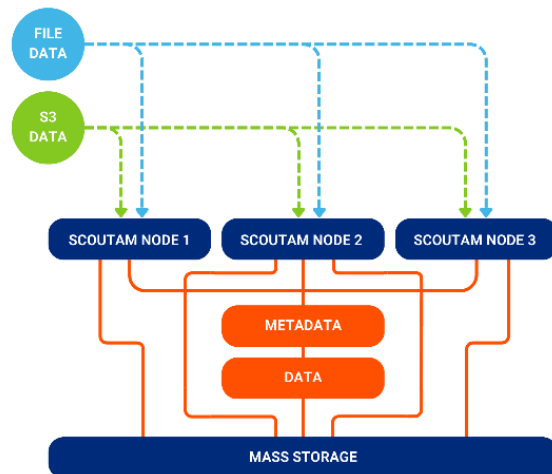 FILE
DATA
S3
DATA
SCOUTAM NODE 1
SCOUTAM NODE 2
SCOUTAM NODE 3
METADATA
DATA
MASS STORAGE